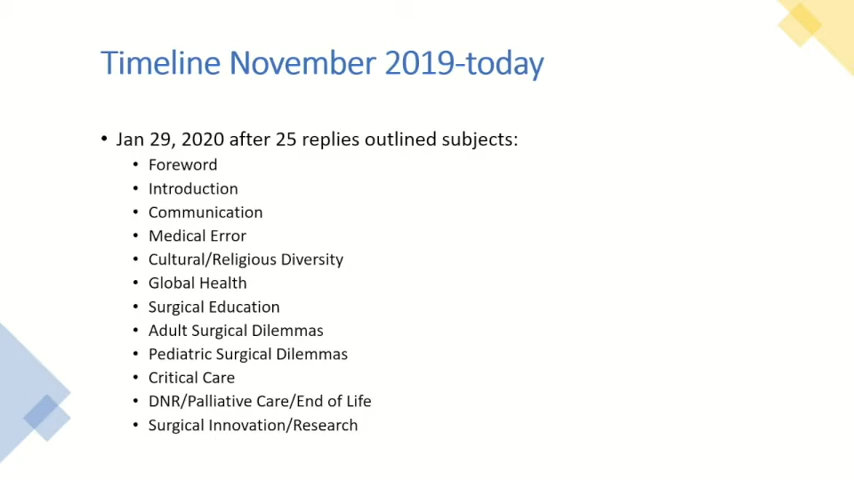 Timeline November 2019-today
• Jan 29, 2020 after 25 replies outlined subjects:
• Foreword
• Introduction
• Communication
• Medical Error
• Cultural/Religious Diversity
• Global Health
• Surgical Education
• Adult Surgical Dilemmas
• Pediatric Surgical Dilemmas
• Critical Care
• DNR/Palliative Care/End of Life
• Surgical Innovation/Research